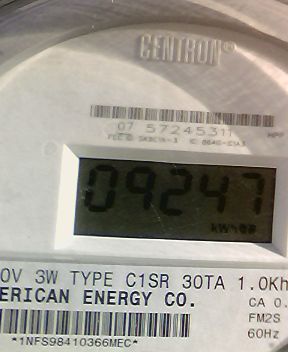 CENTRON®
07 57245311
09247
0V 3W TYPE C1SR 30TA 1.0Kh
ERICAN ENERGY CO.
CA 0.
FM2S
60Hz
*1NFS98410366MEC*